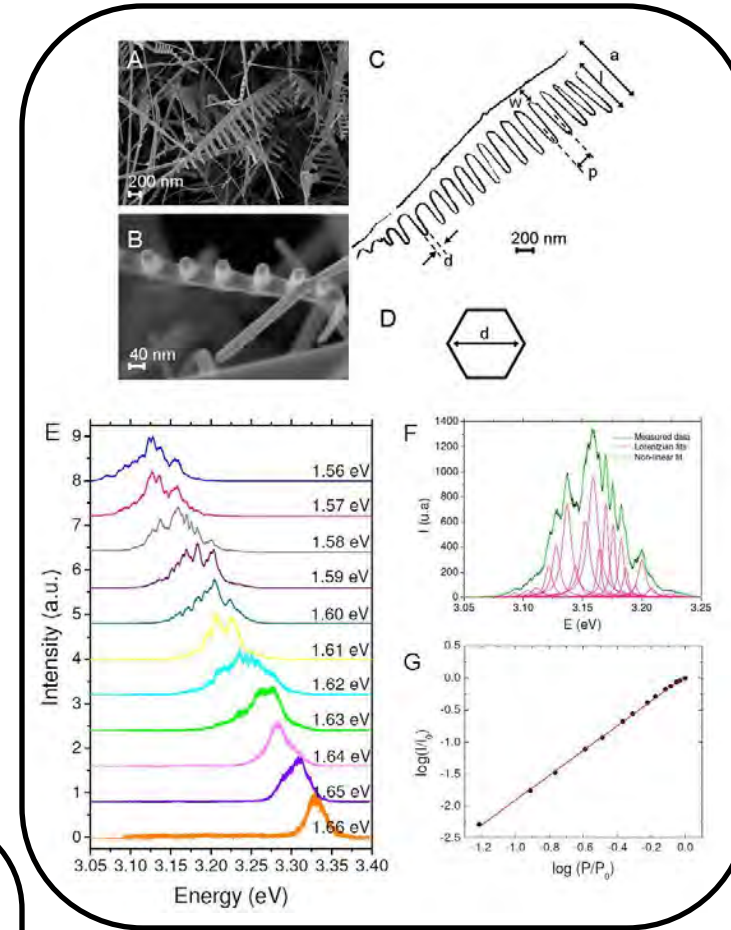 A
200 nm
B
40 nm
C
a
l
w
p
d
200 nm
D
d
E
9
8
7
6
5
4
3
2
1
0
1.56 eV
1.57 eV
1.58 eV
1.59 eV
1.60 eV
1.61 eV
1.62 eV
1.63 eV
1.64 eV
1.65 eV
1.66 eV
3.05 3.10 3.15 3.20 3.25 3.30 3.35 3.40
Energy (eV)
Intensity (a.u.)
F
1400
1200
1000
800
600
400
200
0
Measured data
Lorentzian fits
Non-linear fit
3.05 3.10 3.15 3.20 3.25
E (eV)
I (u.a)
G
0.5
0.0
-0.5
-1.0
-1.5
-2.0
-2.5
-1.2 -1.0 -0.8 -0.6 -0.4 -0.2 0.0
log (P/P0)
log(I/I0)